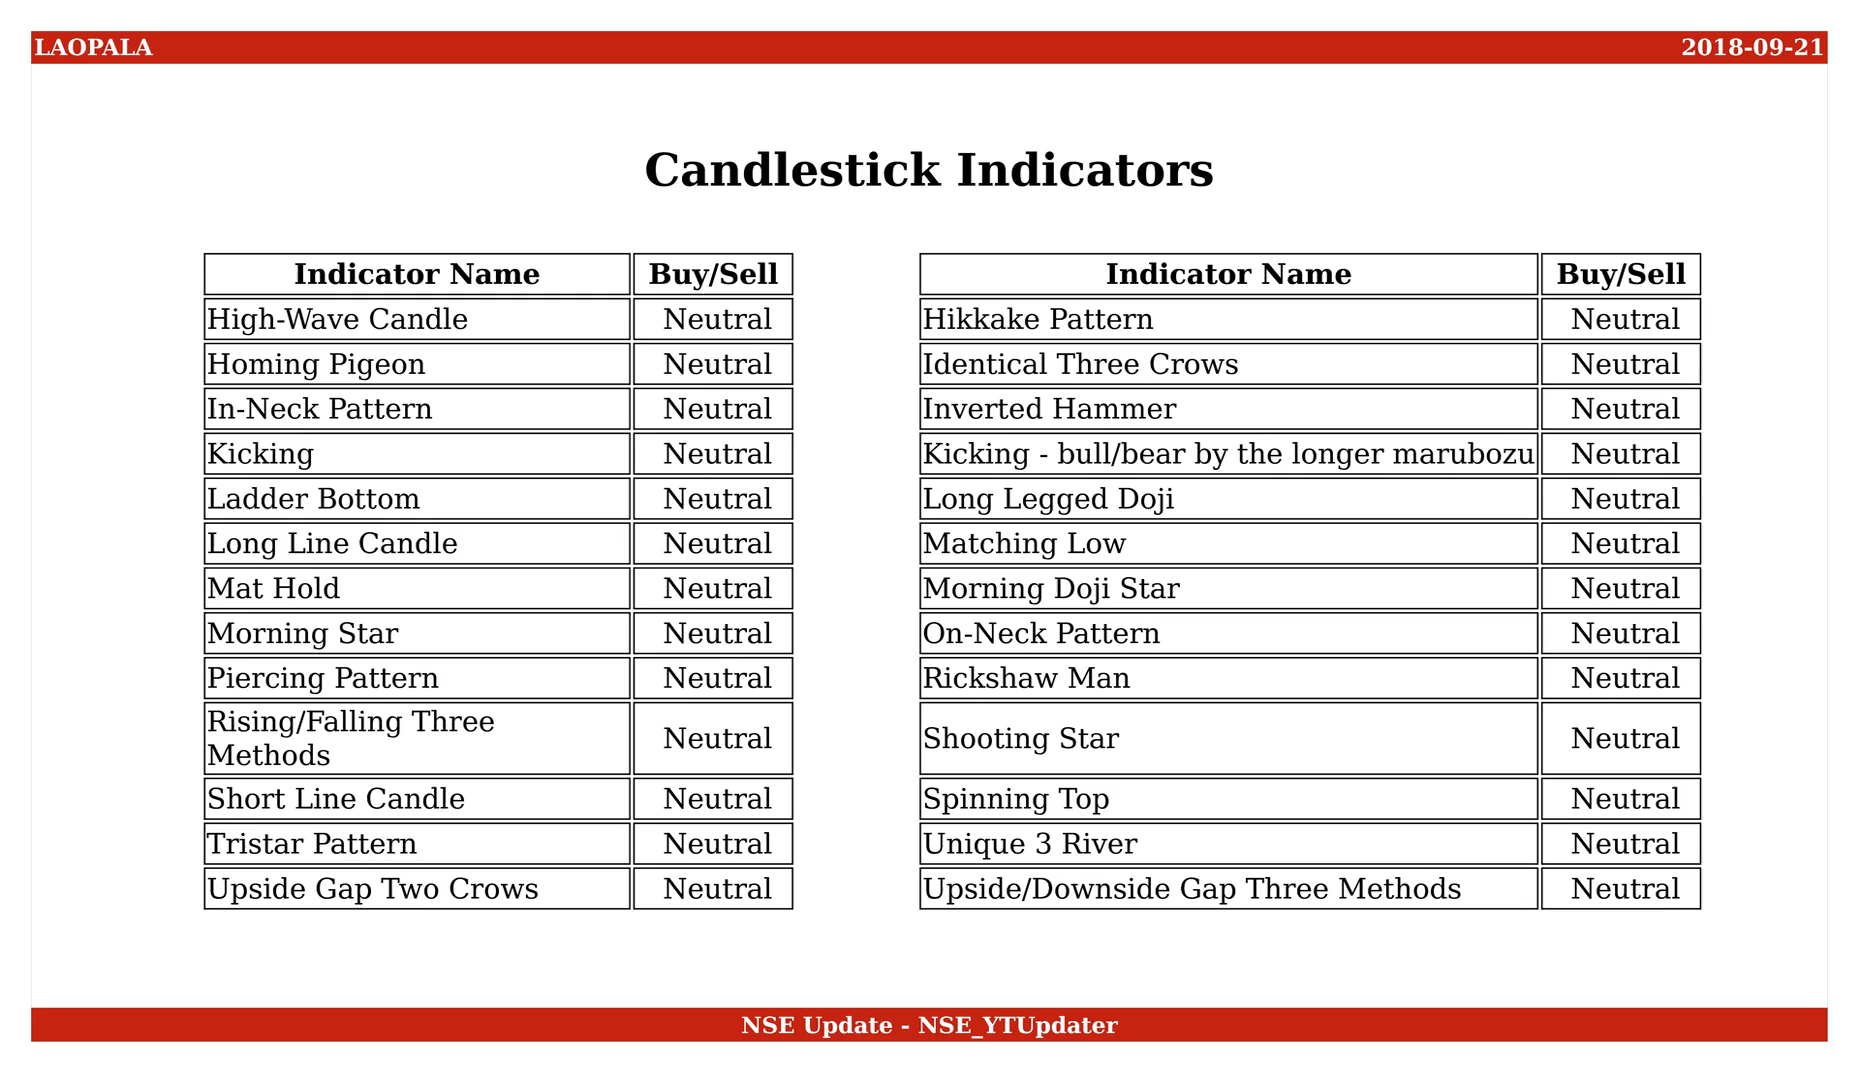 LAOPALA 2018-09-21
Candlestick Indicators
Indicator Name Buy/Sell
High-Wave Candle Neutral
Homing Pigeon Neutral
In-Neck Pattern Neutral
Kicking Neutral
Ladder Bottom Neutral
Long Line Candle Neutral
Mat Hold Neutral
Morning Star Neutral
Piercing Pattern Neutral
Rising/Falling Three
Methods Neutral
Short Line Candle Neutral
Tristar Pattern Neutral
Upside Gap Two Crows Neutral
Indicator Name Buy/Sell
Hikkake Pattern Neutral
Identical Three Crows Neutral
Inverted Hammer Neutral
Kicking - bull/bear by the longer marubozu Neutral
Long Legged Doji Neutral
Matching Low Neutral
Morning Doji Star Neutral
On-Neck Pattern Neutral
Rickshaw Man Neutral
Shooting Star Neutral
Spinning Top Neutral
Unique 3 River Neutral
Upside/Downside Gap Three Methods Neutral
NSE Update - NSE_YTUpdater